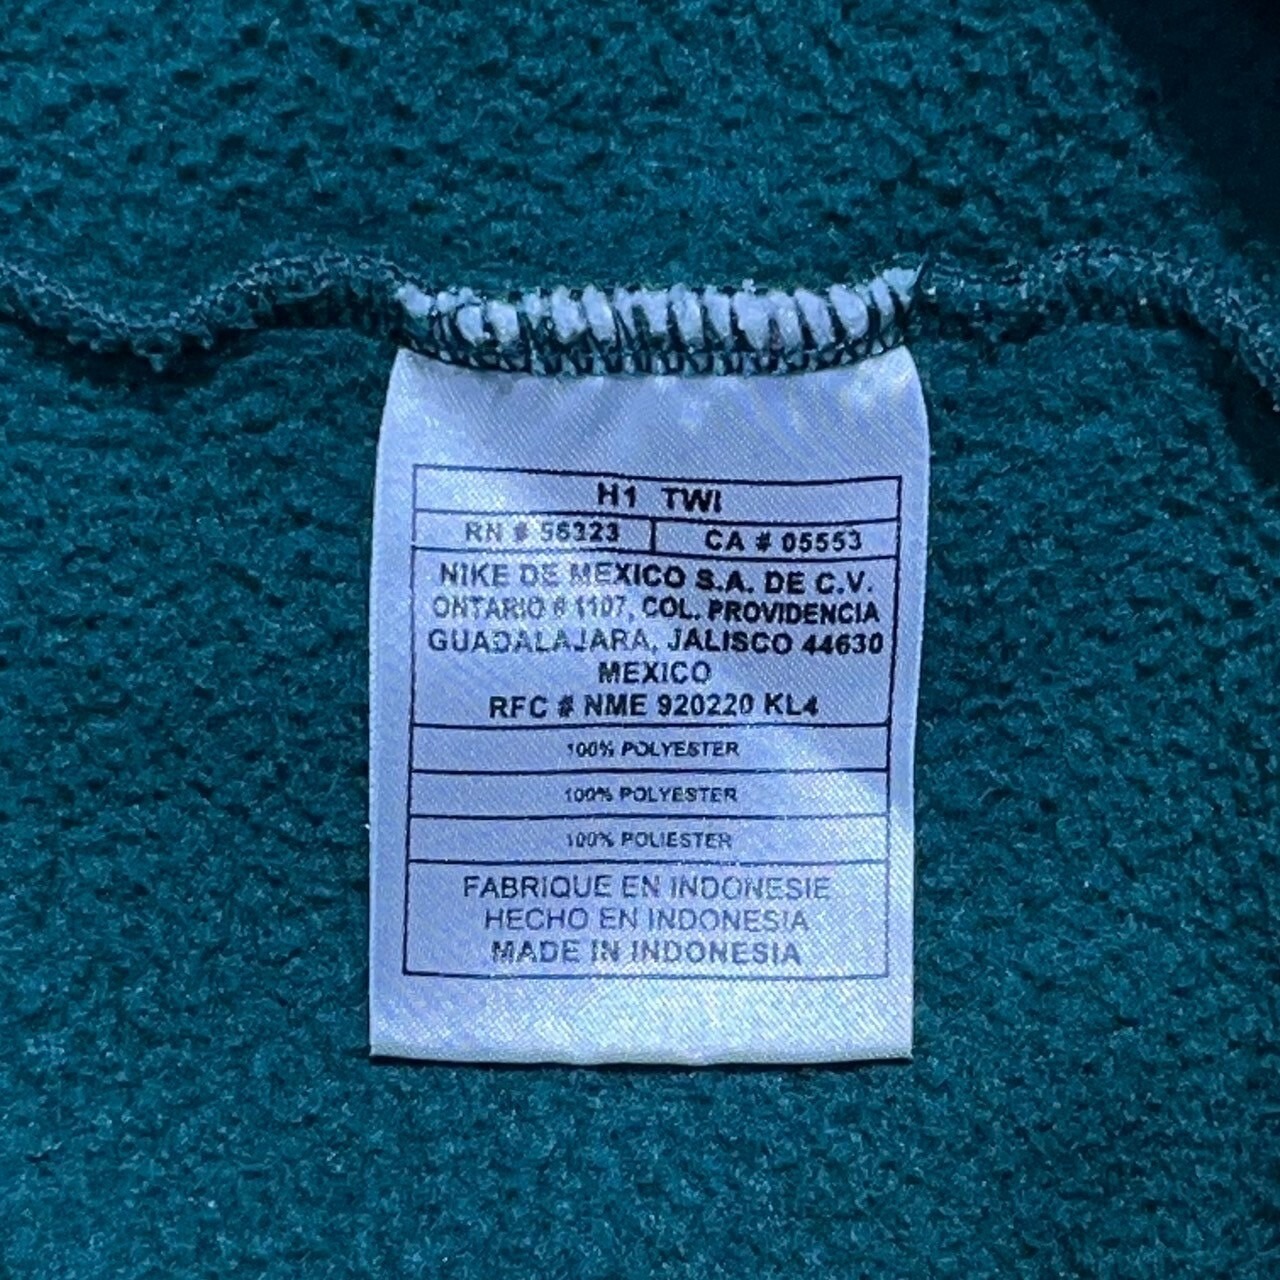 H1 TWI
RN # 56323 CA # 05553
NIKE DE MEXICO S.A. DE C.V.
ONTARIO # 1107, COL. PROVIDENCIA
GUADALAJARA, JALISCO 44630
MEXICO
RFC # NME 920220 KL4
100% POLYESTER
100% POLYESTER
100% POLIESTER
FABRIQUE EN INDONESIE
HECHO EN INDONESIA
MADE IN INDONESIA